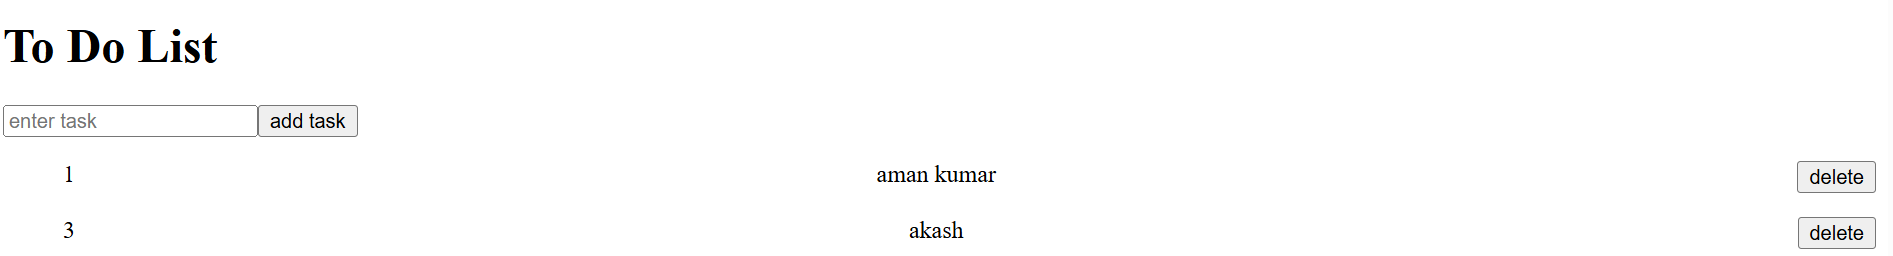 To Do List
enter task add task
1 aman kumar delete
3 akash delete